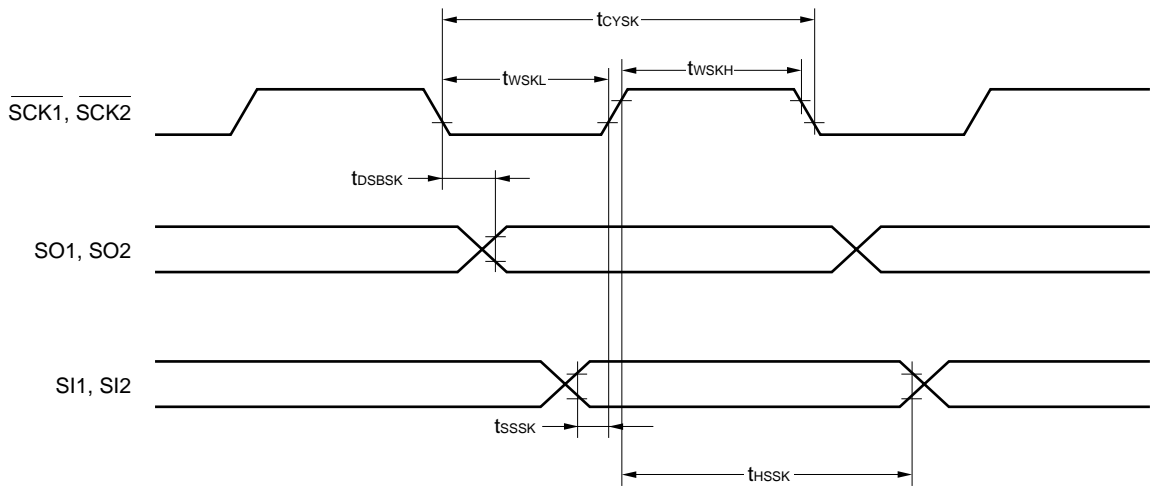 tCYSK
tWSKL
tWSKH
SCK1, SCK2
tDSBSK
SO1, SO2
SI1, SI2
tSSSK
tHSSK